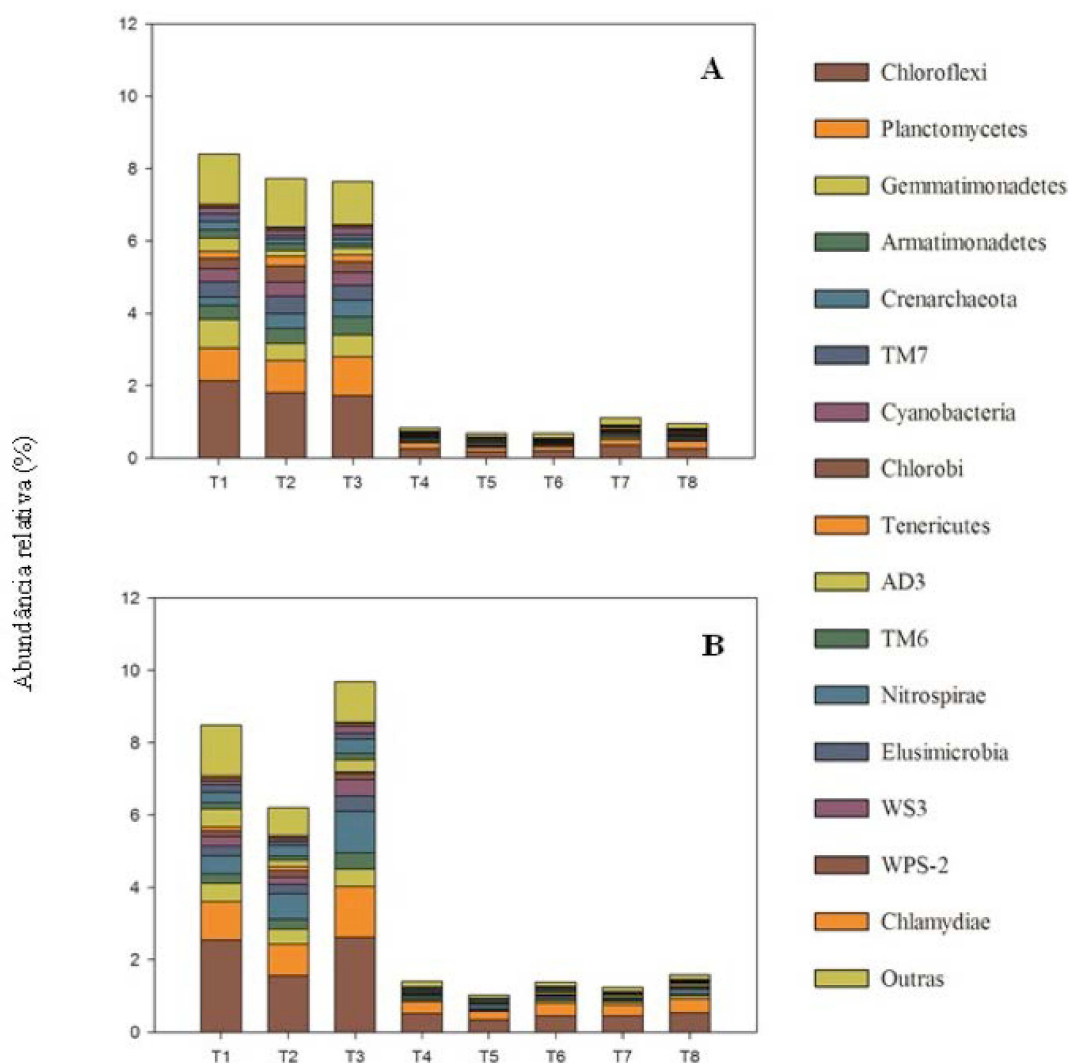 Abundância relativa (%)
12
10
8
6
4
2
0
A
T1 T2 T3 T4 T5 T6 T7 T8
12
10
8
6
4
2
0
B
T1 T2 T3 T4 T5 T6 T7 T8
Chloroflexi
Planctomycetes
Gemmatimonadetes
Armatimonadetes
Crenarchaeota
TM7
Cyanobacteria
Chlorobi
Tenericutes
AD3
TM6
Nitrospirae
Elusimicrobia
WS3
WPS-2
Chlamydiae
Outras